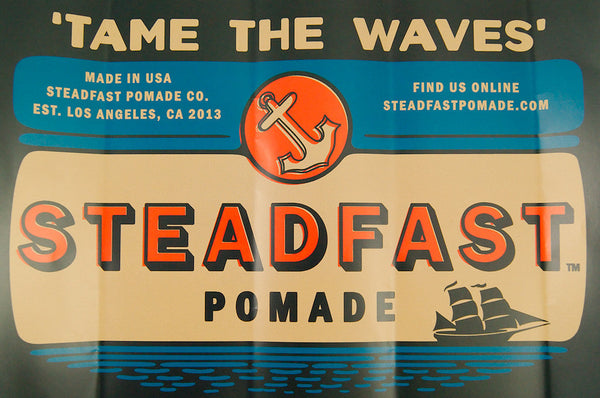 'TAME THE WAVES'
MADE IN USA
STEADFAST POMADE CO.
EST. LOS ANGELES, CA 2013
FIND US ONLINE
STEADFASTPOMADE.COM
STEADFAST™
POMADE